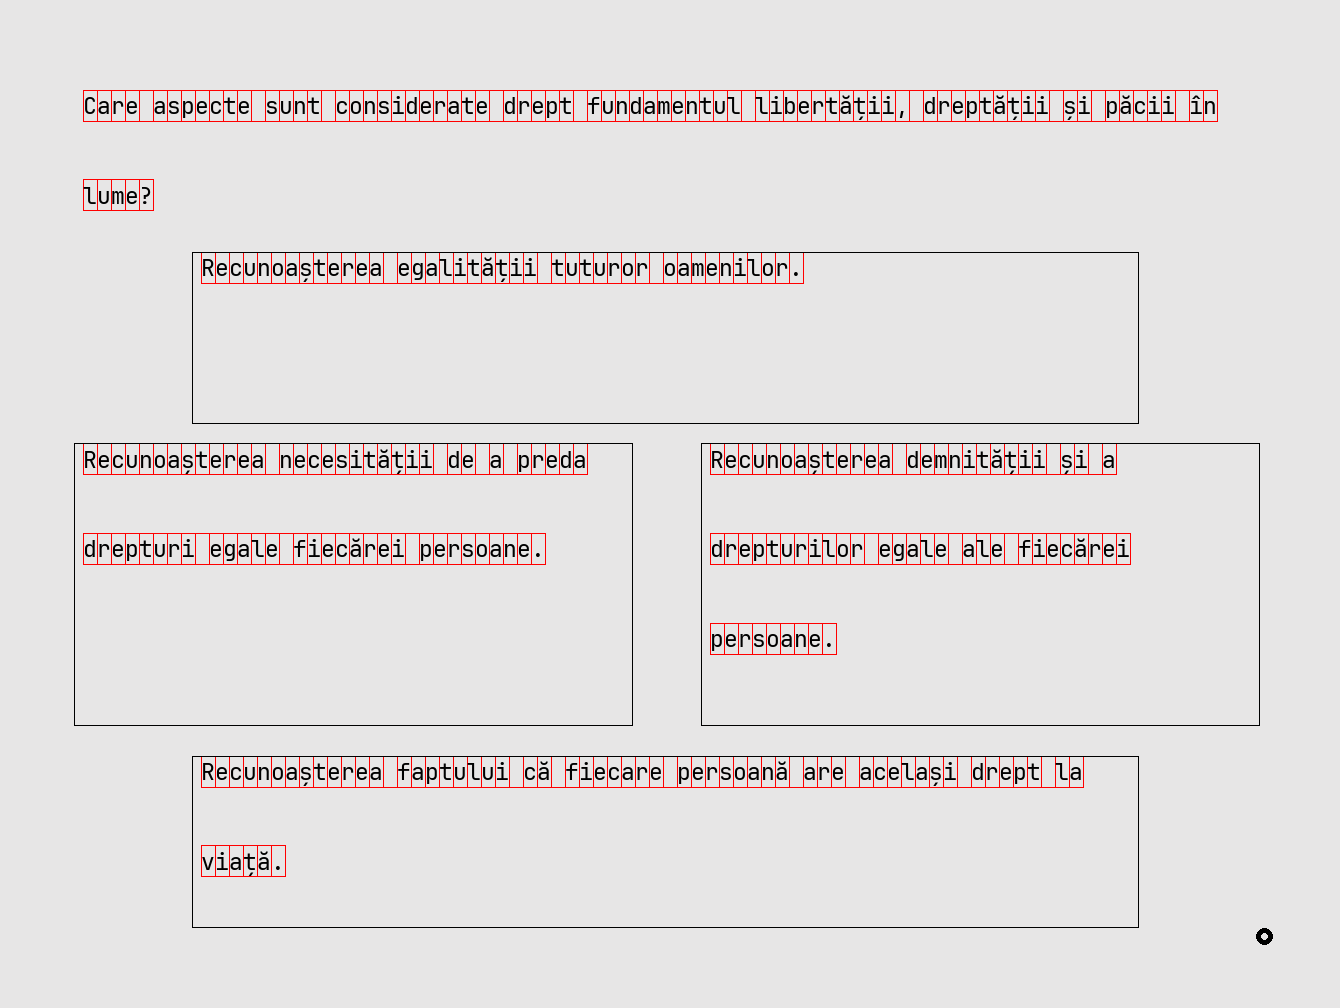 Care aspecte sunt considerate drept fundamentul libertății, dreptății și păcii în
lume?
Recunoașterea egalității tuturor oamenilor.
Recunoașterea necesității de a preda
drepturi egale fiecărei persoane.
Recunoașterea demnității și a
drepturilor egale ale fiecărei
persoane.
Recunoașterea faptului că fiecare persoană are același drept la
viață.